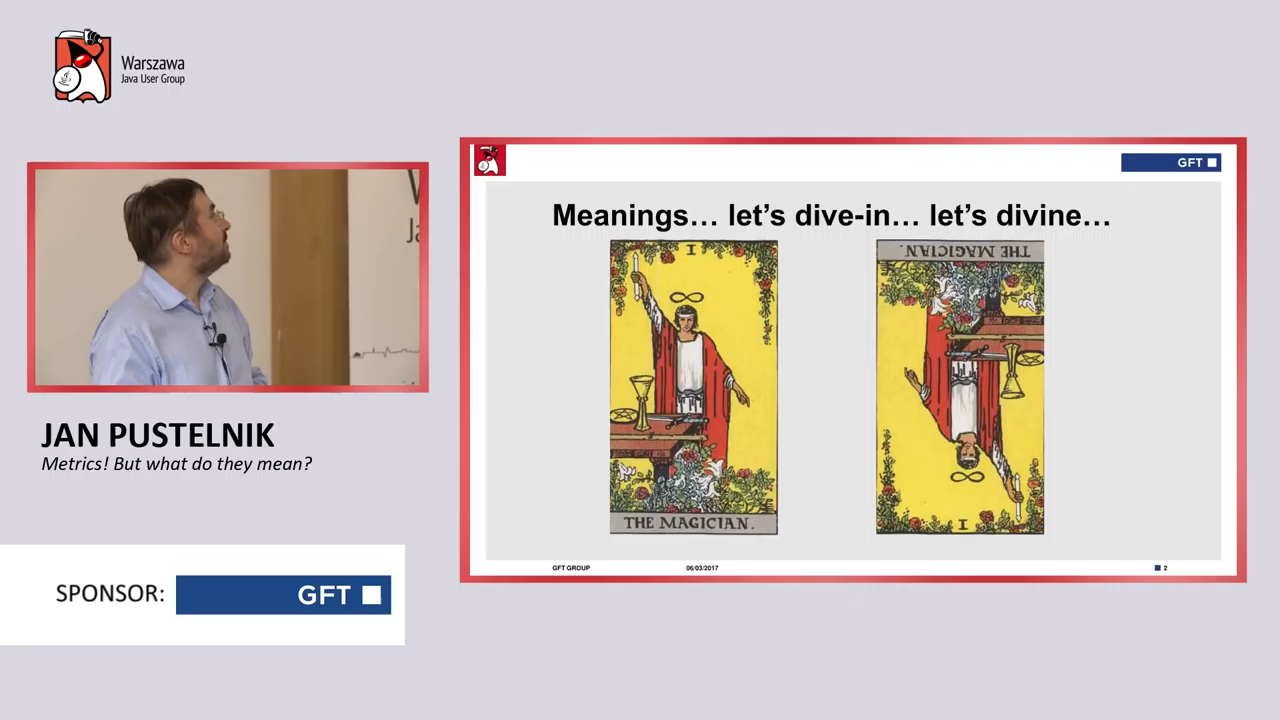 Warszawa
Java User Group
GFT
Meanings… let's dive-in… let's divine…
I
THE MAGICIAN.
THE MAGICIAN.
I
GFT GROUP
06/03/2017
2
JAN PUSTELNIK
Metrics! But what do they mean?
SPONSOR:
GFT